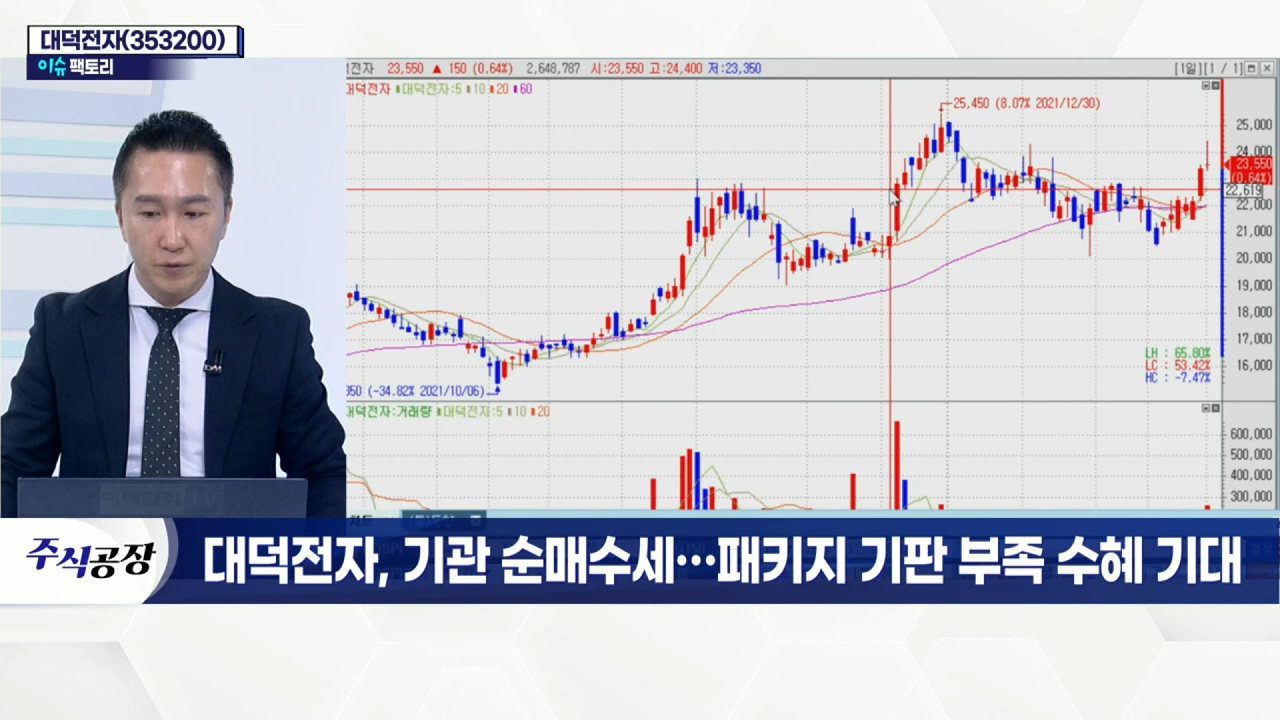 대덕전자(353200)
이슈 팩토리
전자 23,550 ▲ 150 (0.64%) 2,648,787 시:23,550 고:24,400 저:23,350 [1일][1 / 1]
대덕전자 대덕전자:5 10 20 60
25,450 (8.07% 2021/12/30)
25,000
24,000
23,550
(0.64%)
22,619
22,000
21,000
20,000
19,000
18,000
17,000
16,000
LH : 65.80%
LC : 53.42%
HC : -7.47%
350 (-34.82% 2021/10/06)
대덕전자:거래량 대덕전자:5 10 20
600,000
500,000
400,000
300,000
주식공장
대덕전자, 기관 순매수세…패키지 기판 부족 수혜 기대